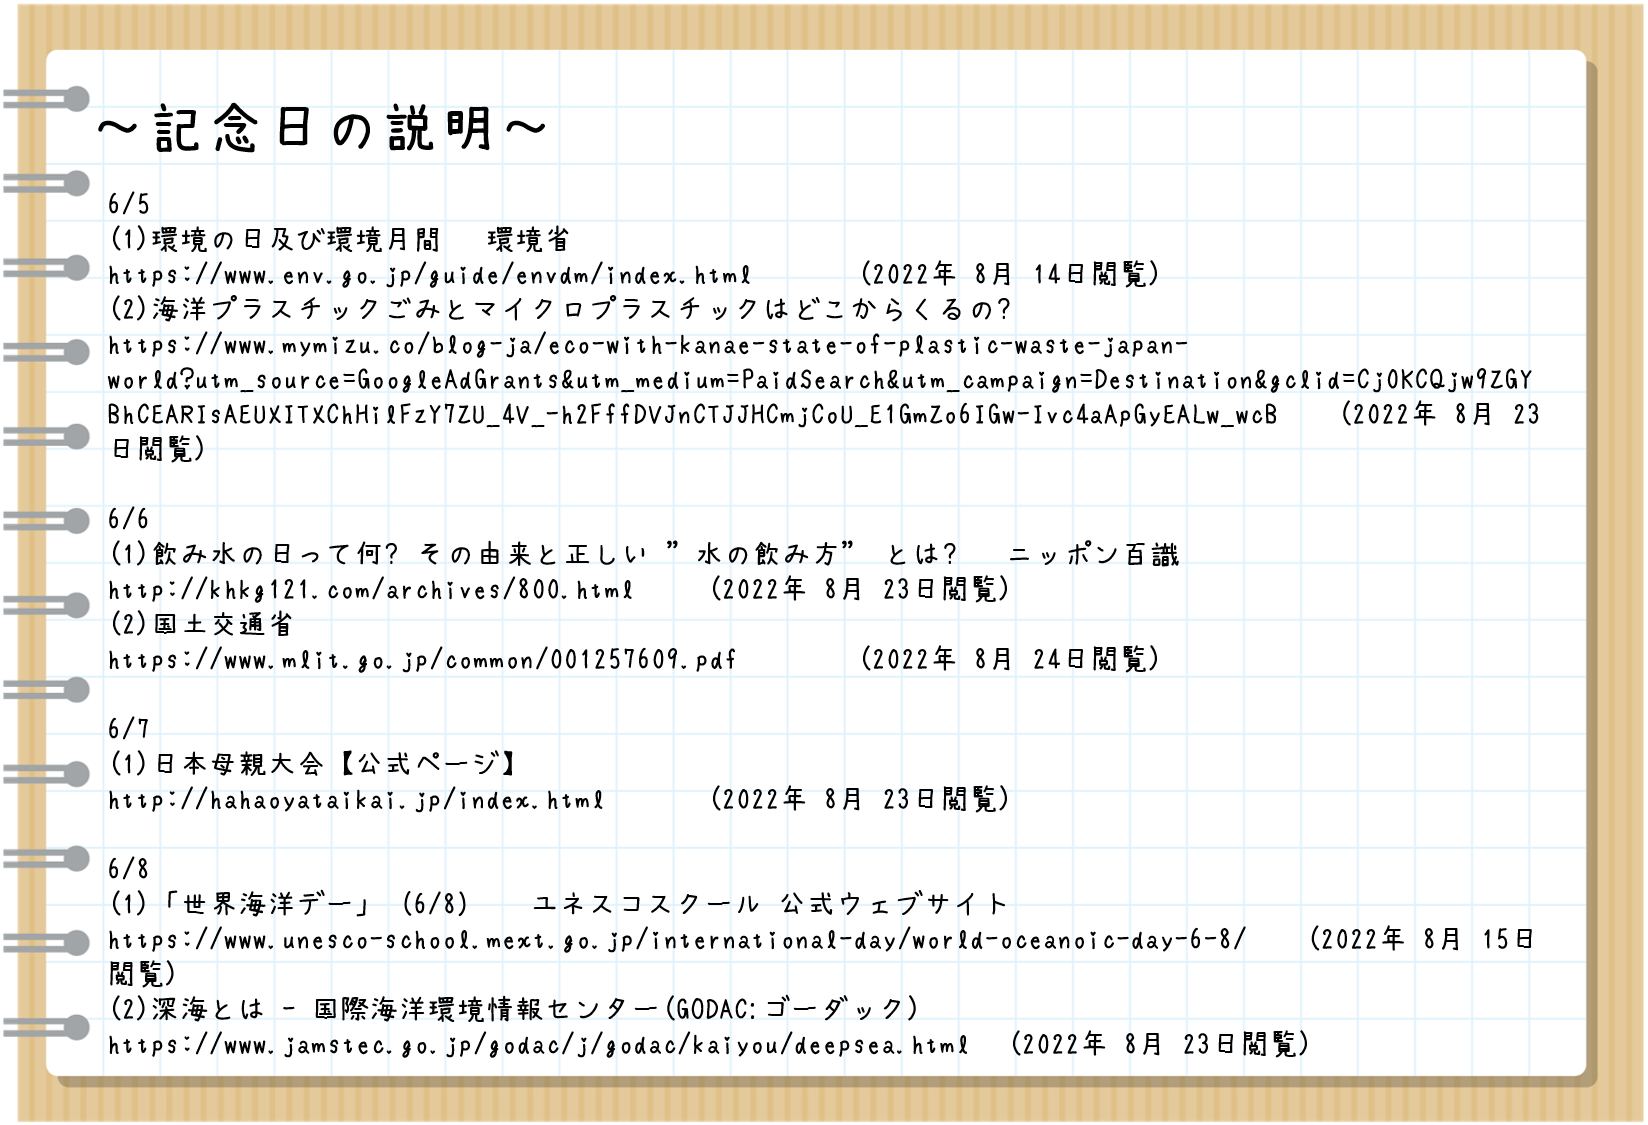 ～記念日の説明～
6/5
(1)環境の日及び環境月間　環境省
https://www.env.go.jp/guide/envdm/index.html　　　(2022年 8月 14日閲覧)
(2)海洋プラスチックごみとマイクロプラスチックはどこからくるの?
https://www.mymizu.co/blog-ja/eco-with-kanae-state-of-plastic-waste-japan-
world?utm_source=GoogleAdGrants&utm_medium=PaidSearch&utm_campaign=Destination&gclid=Cj0KCQjw9ZGY
BhCEARIsAEUXITXChHilFzY7ZU_4V_-h2FffDVJnCTJJHCmjCoU_E1GmZo6IGw-Ivc4aApGyEALw_wcB　　(2022年 8月 23
日閲覧)
6/6
(1)飲み水の日って何? その由来と正しい ”水の飲み方” とは?　ニッポン百識
http://khkg121.com/archives/800.html　　(2022年 8月 23日閲覧)
(2)国土交通省
https://www.mlit.go.jp/common/001257609.pdf　　　(2022年 8月 24日閲覧)
6/7
(1)日本母親大会【公式ページ】
http://hahaoyataikai.jp/index.html　　　(2022年 8月 23日閲覧)
6/8
(1)「世界海洋デー」 (6/8)　　ユネスコスクール 公式ウェブサイト
https://www.unesco-school.mext.go.jp/international-day/world-oceanoic-day-6-8/　　(2022年 8月 15日
閲覧)
(2)深海とは - 国際海洋環境情報センター(GODAC:ゴーダック)
https://www.jamstec.go.jp/godac/j/godac/kaiyou/deepsea.html　(2022年 8月 23日閲覧)